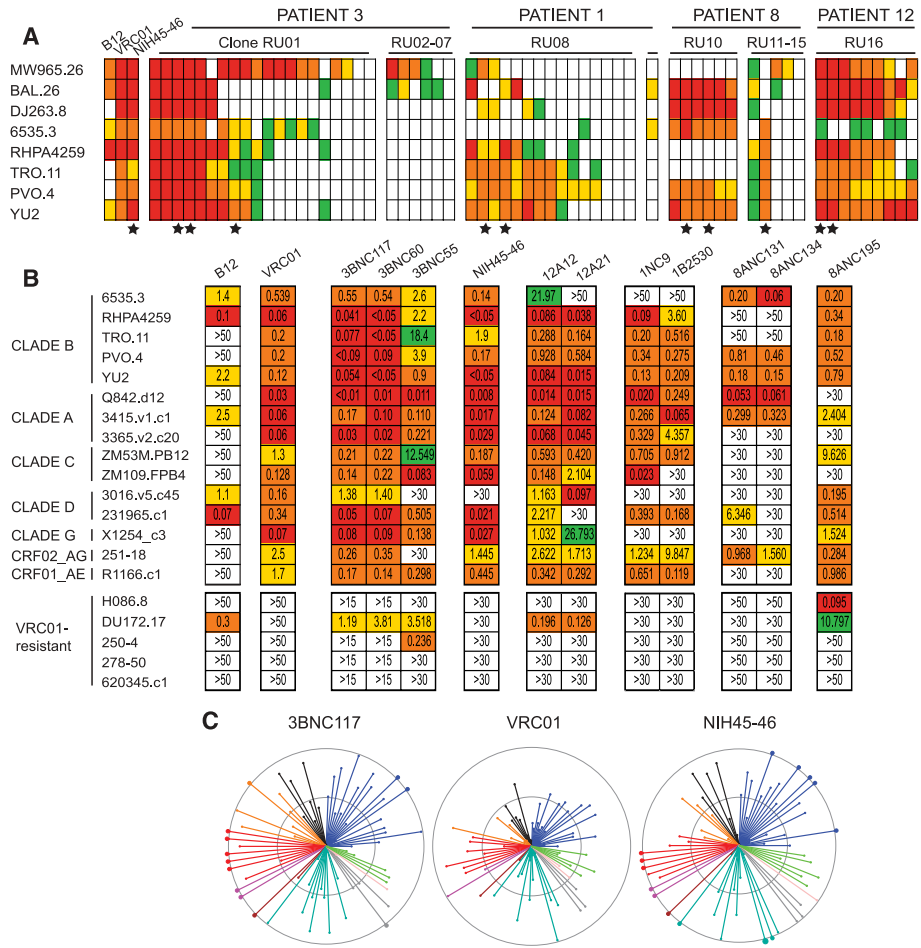 PATIENT 3 PATIENT 1 PATIENT 8 PATIENT 12
A B12 VRC01 NIH45-46 Clone RU01 RU02-07 RU08 RU10 RU11-15 RU16
MW965.26
BAL.26
DJ263.8
6535.3
RHPA4259
TRO.11
PVO.4
YU2
B B12 VRC01 3BNC117 3BNC60 3BNC55 NIH45-46 12A12 12A21 1NC9 1B2530 8ANC131 8ANC134 8ANC195
CLADE B
6535.3 1.4 0.539 0.55 0.54 2.6 0.14 21.97 >50 >50 >50 0.20 0.06 0.20
RHPA4259 0.1 0.06 0.041 <0.05 2.2 <0.05 0.086 0.038 0.09 3.60 >50 >50 0.34
TRO.11 >50 0.2 0.077 <0.05 18.4 1.9 0.288 0.164 0.20 0.516 >50 >50 0.18
PVO.4 >50 0.2 <0.09 <0.09 3.9 0.17 0.928 0.584 0.34 0.275 0.81 0.46 0.52
YU2 2.2 0.12 0.054 <0.05 0.9 <0.05 0.084 0.015 0.13 0.209 0.18 0.15 0.79
CLADE A
Q842.d12 >50 0.03 <0.01 0.01 0.011 0.008 0.014 0.015 0.020 0.249 0.053 0.061 >30
3415.v1.c1 2.5 0.06 0.17 0.10 0.110 0.017 0.124 0.082 0.266 0.065 0.299 0.323 2.404
3365.v2.c20 >50 0.06 0.03 0.02 0.221 0.029 0.068 0.045 0.329 4.357 >30 >30 >30
CLADE C
ZM53M.PB12 >50 1.3 0.21 0.22 12.549 0.187 0.593 0.420 0.705 0.912 >30 >30 9.626
ZM109.FPB4 >50 0.128 0.14 0.22 0.083 0.059 0.148 2.104 0.023 >30 >30 >30 >30
CLADE D
3016.v5.c45 1.1 0.16 1.38 1.40 >30 >30 1.163 0.097 >30 >30 >30 >30 0.195
231965.c1 0.07 0.34 0.05 0.07 0.505 0.021 2.217 >30 0.393 0.168 6.346 >30 0.514
CLADE G X1254_c3 >50 0.07 0.08 0.09 0.138 0.027 1.032 26.793 >30 >30 >30 >30 1.524
CRF02_AG 251-18 >50 2.5 0.26 0.35 >30 1.445 2.622 1.713 1.234 9.847 0.968 1.560 0.284
CRF01_AE R1166.c1 >50 1.7 0.17 0.14 0.298 0.445 0.342 0.292 0.651 0.119 >30 >30 0.986
VRC01-resistant
H086.8 >50 >50 >15 >30 >30 >30 >30 >30 >30 >30 >50 >50 0.095
DU172.17 0.3 >50 1.19 3.81 3.518 >30 0.196 0.126 >30 >30 >30 >30 10.797
250-4 >50 >50 >15 >15 0.236 >30 >30 >30 >30 >30 >50 >50 >30
278-50 >50 >50 >15 >15 >30 >30 >30 >30 >30 >30 >50 >50 >30
620345.c1 >50 >50 >15 >15 >30 >30 >30 >30 >30 >30 >50 >50 >30
C 3BNC117 VRC01 NIH45-46